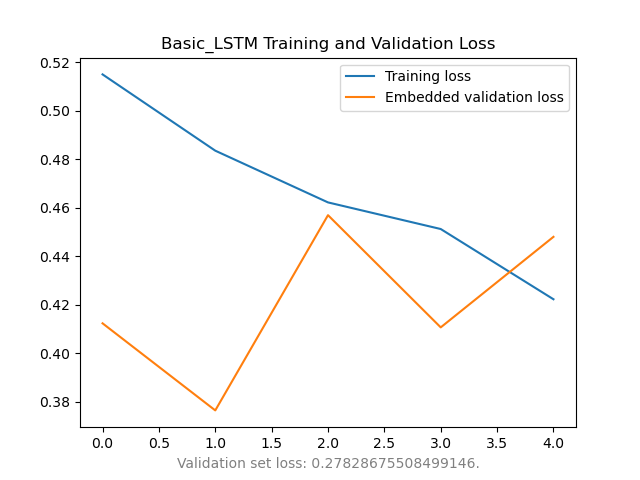 Basic_LSTM Training and Validation Loss
Training loss
Embedded validation loss
0.52
0.50
0.48
0.46
0.44
0.42
0.40
0.38
0.0 0.5 1.0 1.5 2.0 2.5 3.0 3.5 4.0
Validation set loss: 0.27828675508499146.